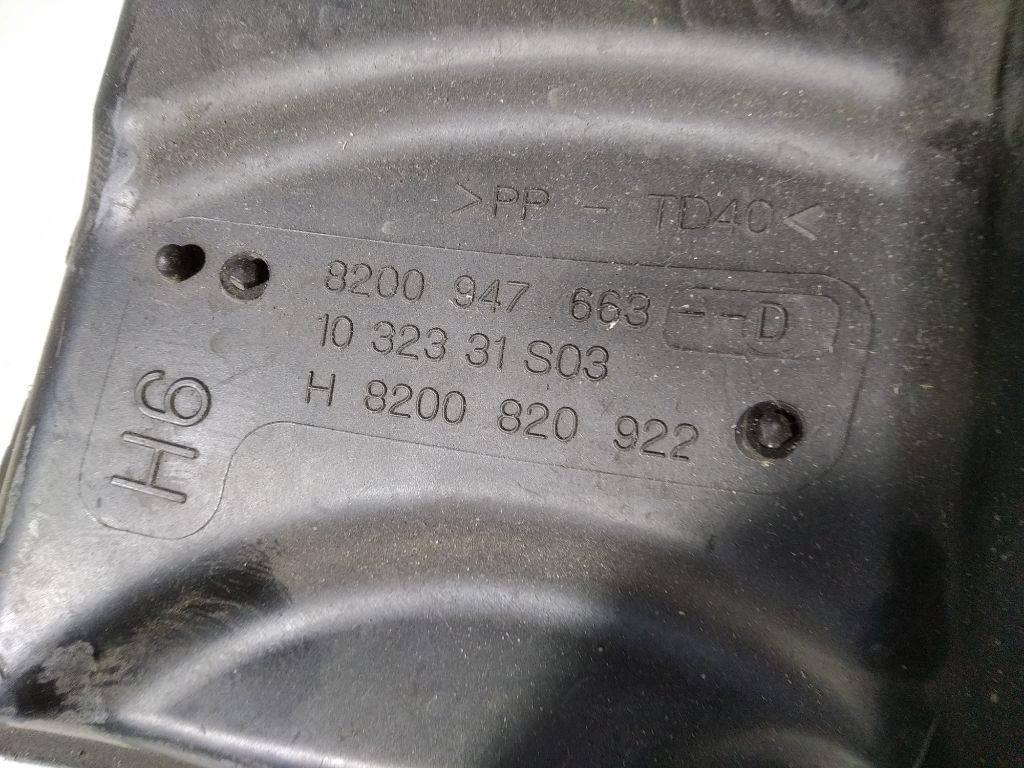 >PP - TD40<
8200 947 663 - - D
10 323 31 S03
H 8200 820 922
H6